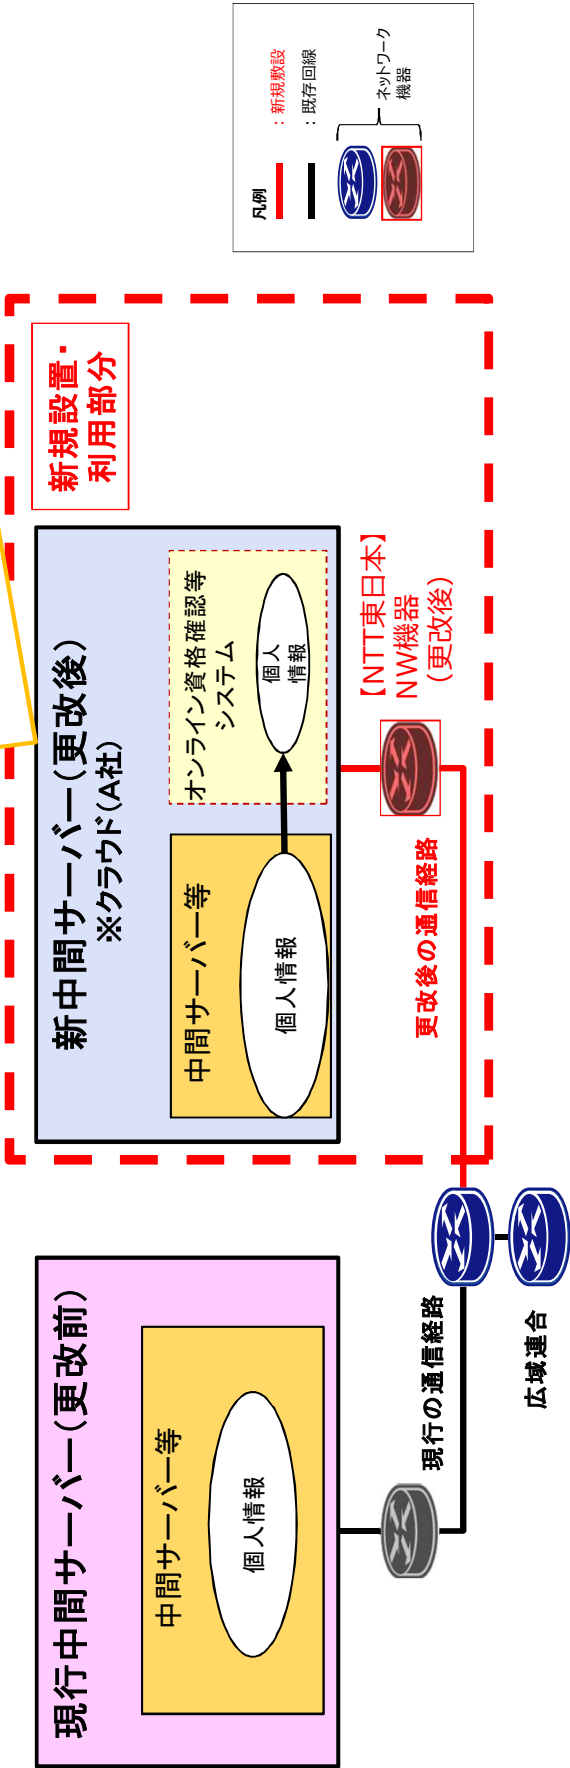 現行中間サーバー(更改前)
中間サーバー等
個人情報
現行の通信経路
広域連合
新中間サーバー(更改後)
※クラウド(A社)
中間サーバー等
個人情報
オンライン資格確認等
システム
個人
情報
新規設置・
利用部分
【NTT東日本】
NW機器
(更改後)
更改後の通信経路
凡例
：新規敷設
：既存回線
ネットワーク
機器